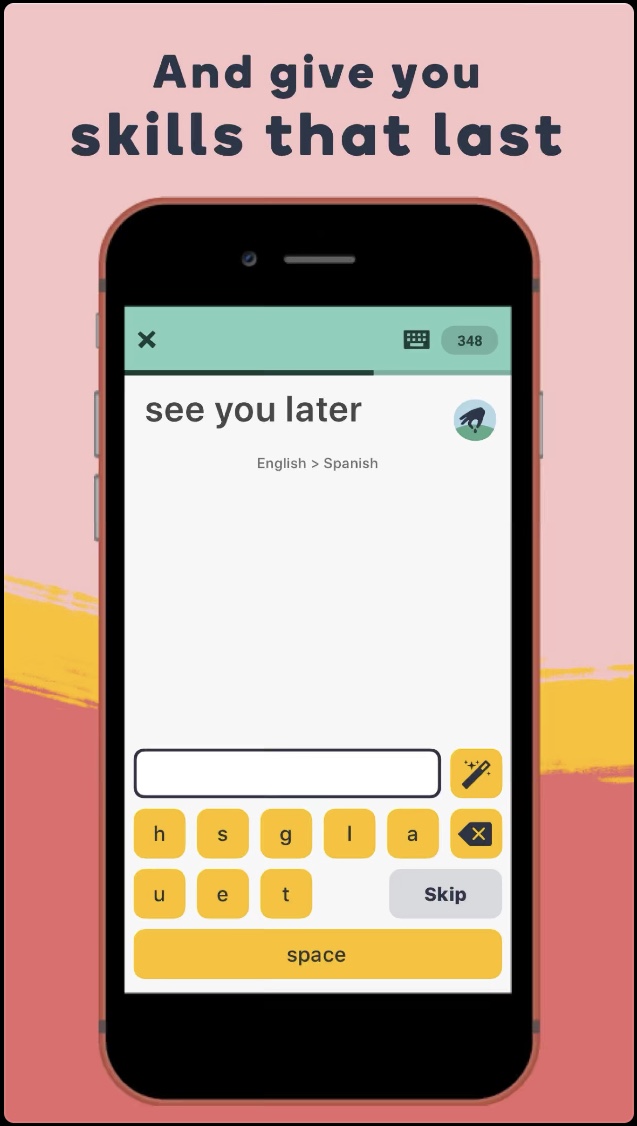 And give you
skills that last
348
see you later
English > Spanish
h s g l a
u e t Skip
space